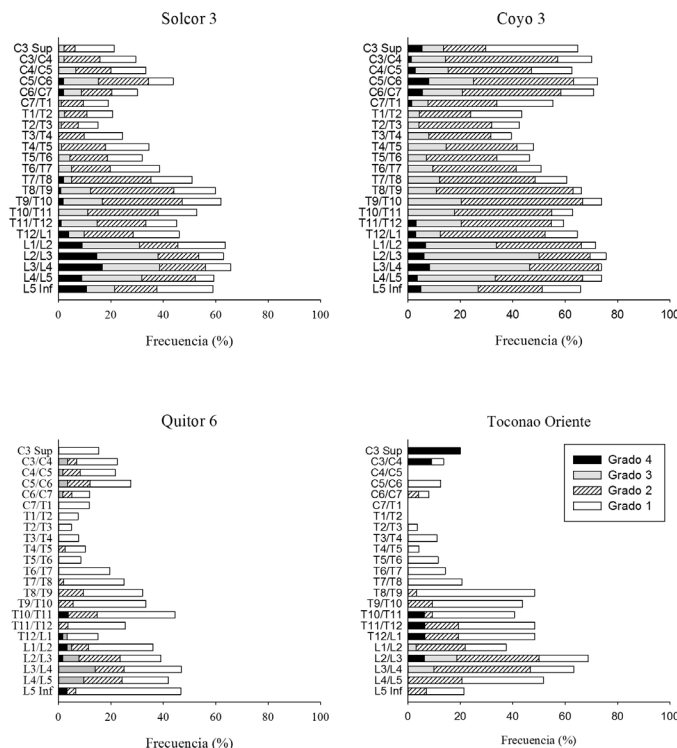 Solcor 3
C3 Sup
C3/C4
C4/C5
C5/C6
C6/C7
C7/T1
T1/T2
T2/T3
T3/T4
T4/T5
T5/T6
T6/T7
T7/T8
T8/T9
T9/T10
T10/T11
T11/T12
T12/L1
L1/L2
L2/L3
L3/L4
L4/L5
L5 Inf
0 20 40 60 80 100
Frecuencia (%)
Coyo 3
C3 Sup
C3/C4
C4/C5
C5/C6
C6/C7
C7/T1
T1/T2
T2/T3
T3/T4
T4/T5
T5/T6
T6/T7
T7/T8
T8/T9
T9/T10
T10/T11
T11/T12
T12/L1
L1/L2
L2/L3
L3/L4
L4/L5
L5 Inf
0 20 40 60 80 100
Frecuencia (%)
Quitor 6
C3 Sup
C3/C4
C4/C5
C5/C6
C6/C7
C7/T1
T1/T2
T2/T3
T3/T4
T4/T5
T5/T6
T6/T7
T7/T8
T8/T9
T9/T10
T10/T11
T11/T12
T12/L1
L1/L2
L2/L3
L3/L4
L4/L5
L5 Inf
0 20 40 60 80 100
Frecuencia (%)
Toconao Oriente
C3 Sup
C3/C4
C4/C5
C5/C6
C6/C7
C7/T1
T1/T2
T2/T3
T3/T4
T4/T5
T5/T6
T6/T7
T7/T8
T8/T9
T9/T10
T10/T11
T11/T12
T12/L1
L1/L2
L2/L3
L3/L4
L4/L5
L5 Inf
0 20 40 60 80 100
Frecuencia (%)
Grado 4
Grado 3
Grado 2
Grado 1